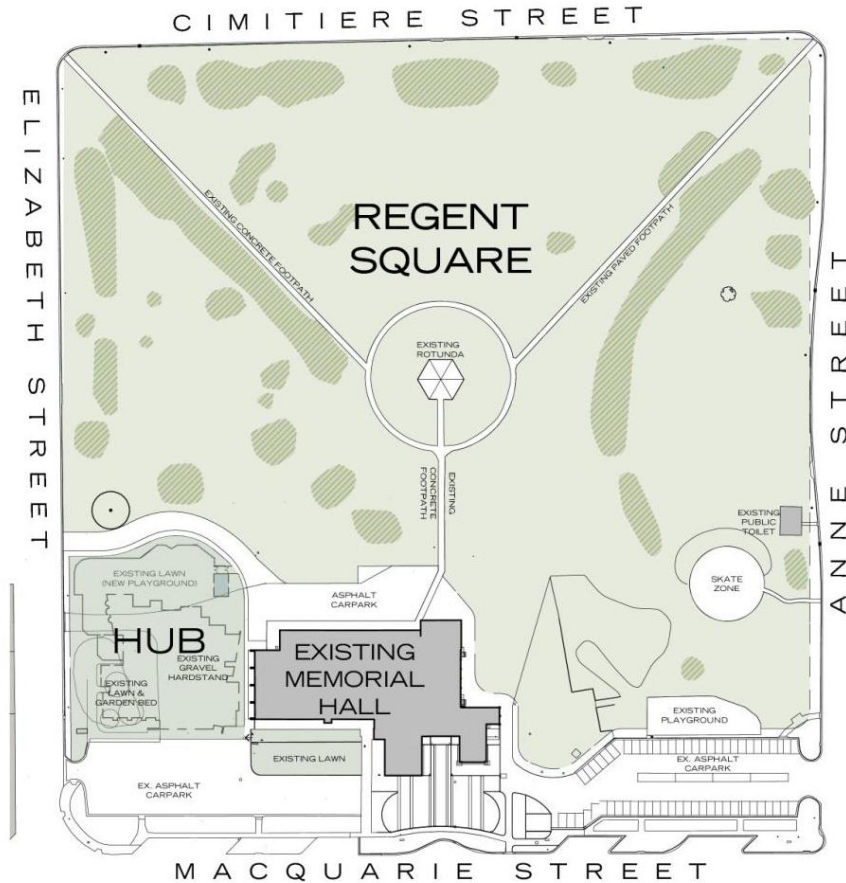 CIMITIERE STREET
ELIZABETH STREET
EXISTING CONCRETE FOOTPATH
REGENT
SQUARE
EXISTING PAVED FOOTPATH
ANNE STREET
EXISTING
ROTUNDA
EXISTING
CONCRETE
FOOTPATH
EXISTING
PUBLIC
TOILET
SKATE
ZONE
EXISTING LAWN
(NEW PLAYGROUND)
ASPHALT
CARPARK
HUB
EXISTING
GRAVEL
HARDSTAND
EXISTING
LAWN &
GARDEN BED
EXISTING
MEMORIAL
HALL
EXISTING
PLAYGROUND
EXISTING LAWN
EX. ASPHALT
CARPARK
EX. ASPHALT
CARPARK
MACQUARIE STREET